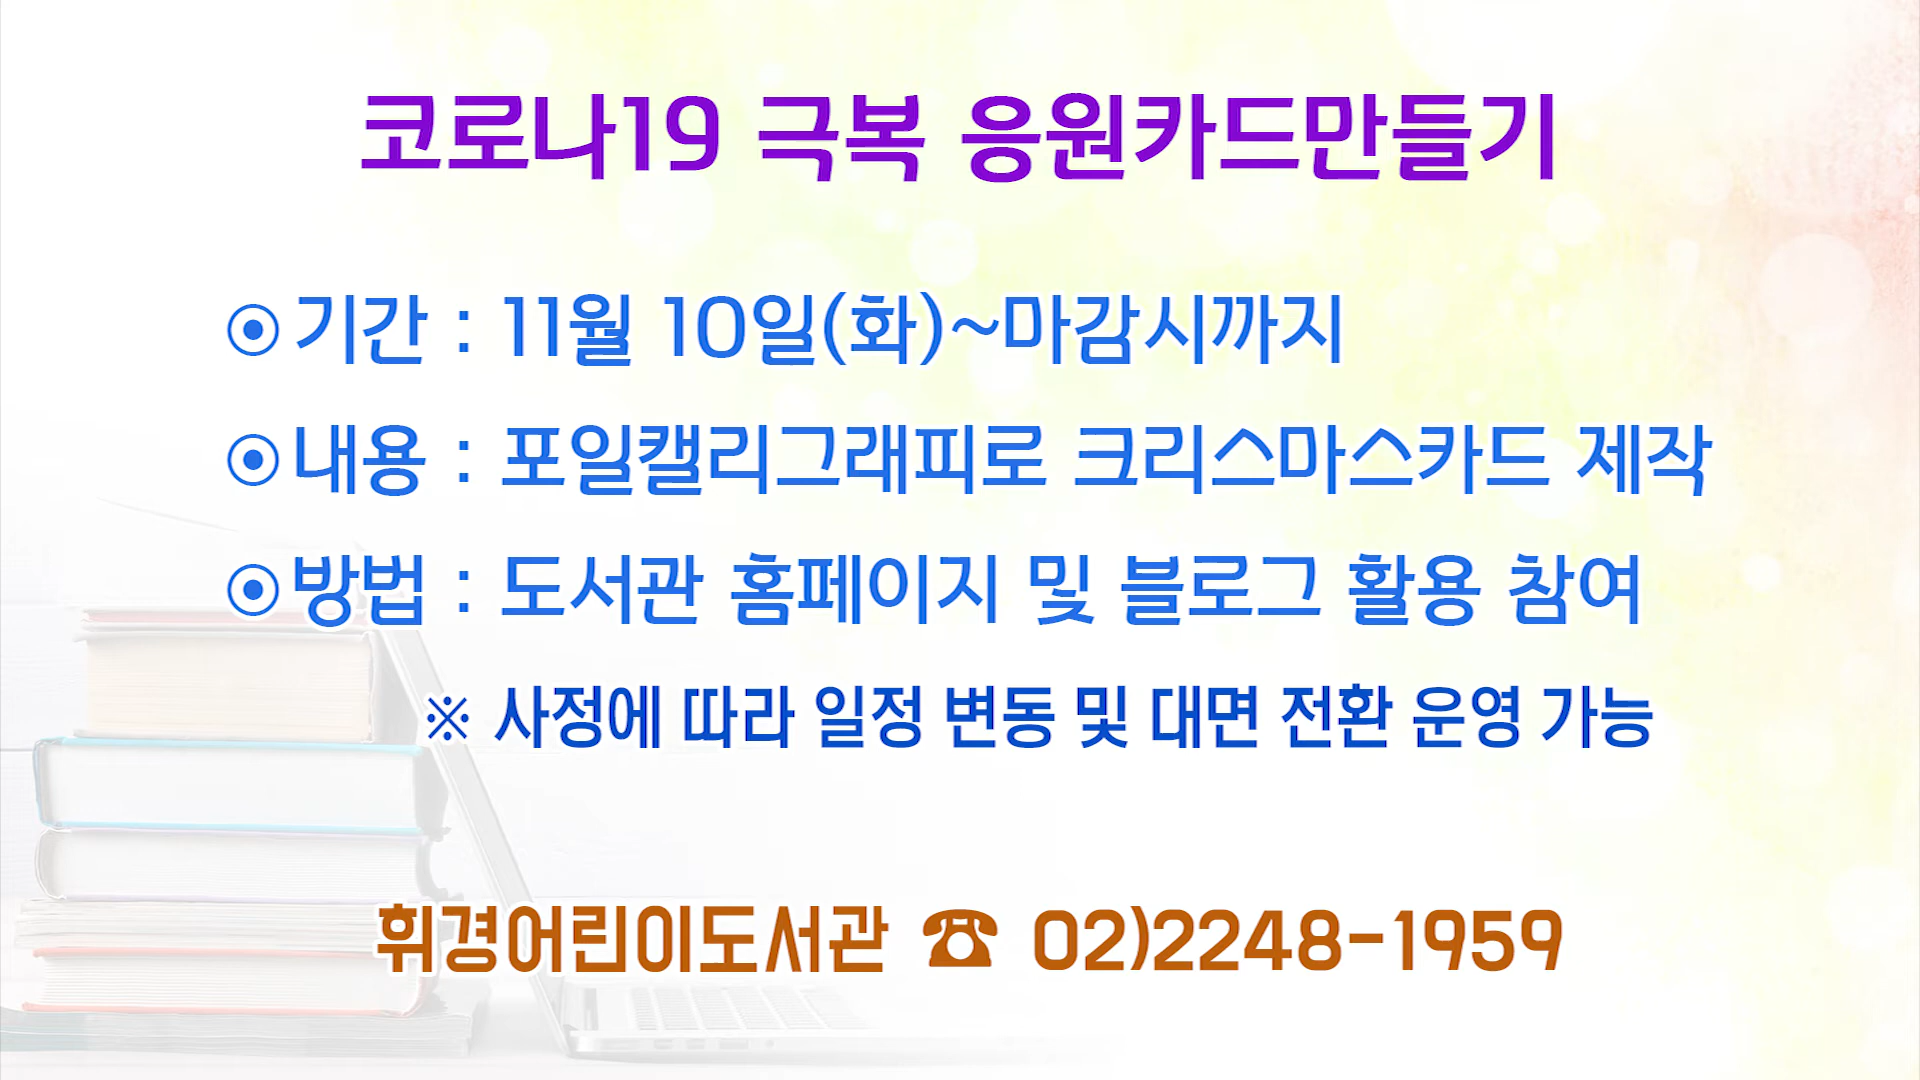 코로나19 극복 응원카드만들기
⊙기간 : 11월 10일(화)~마감시까지
⊙내용 : 포일캘리그래피로 크리스마스카드 제작
⊙방법 : 도서관 홈페이지 및 블로그 활용 참여
※ 사정에 따라 일정 변동 및 대면 전환 운영 가능
휘경어린이도서관 ☎ 02)2248-1959